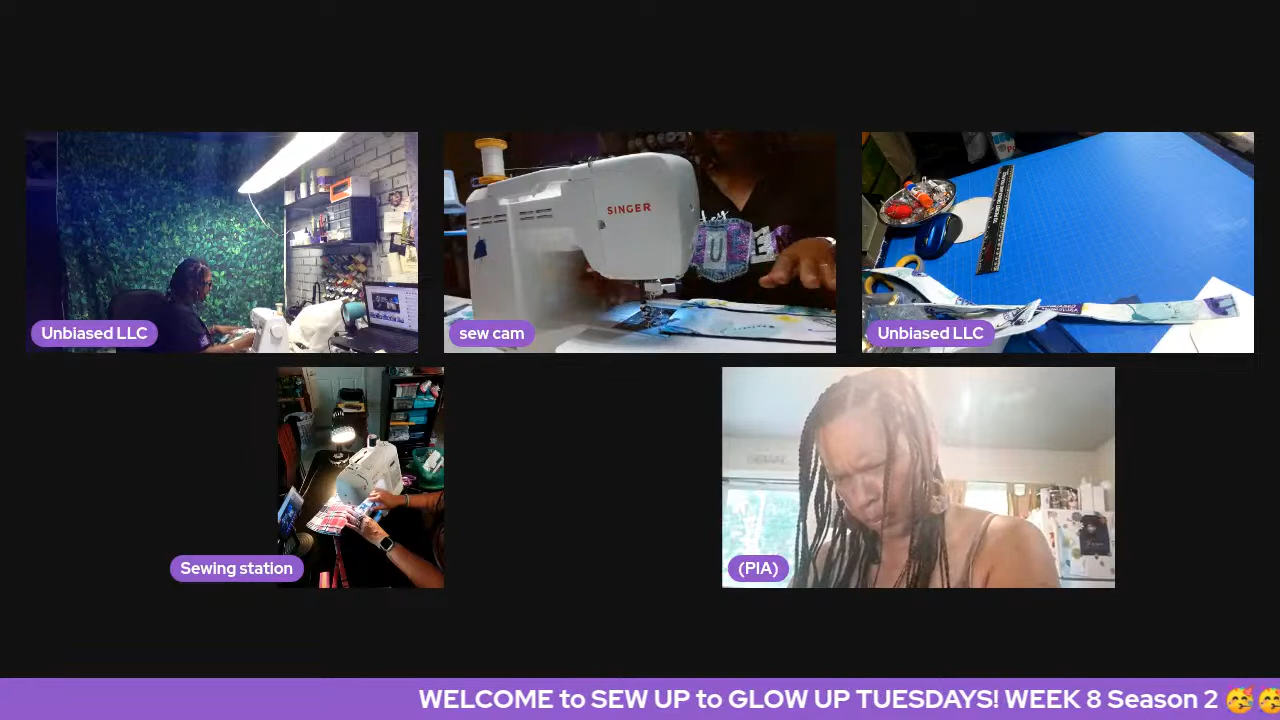 SINGER
U
E
Unbiased LLC
sew cam
Unbiased LLC
Sewing station
(PIA)
WELCOME to SEW UP to GLOW UP TUESDAYS! WEEK 8 Season 2 🥳🥳